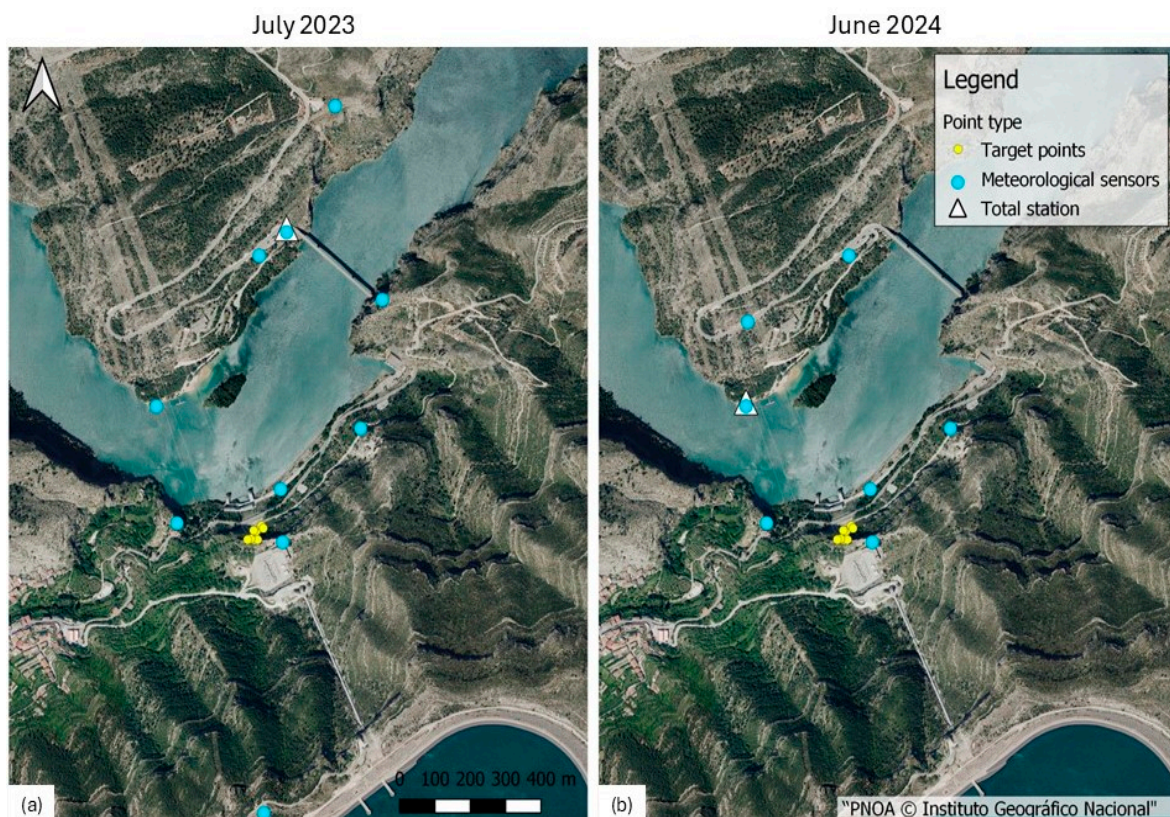 July 2023
June 2024
Legend
Point type
Target points
Meteorological sensors
Total station
0 100 200 300 400 m
(a)
(b)
"PNOA © Instituto Geográfico Nacional"